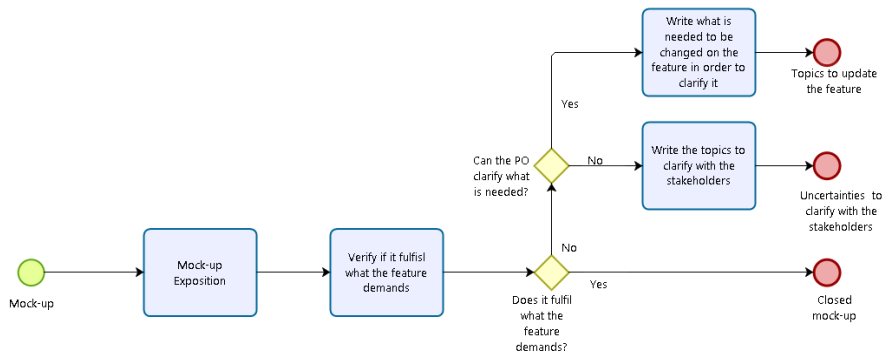 Write what is
needed to be
changed on the
feature in order to
clarify it
Topics to update
the feature
Yes
Can the PO
clarify what
is needed?
No
Write the topics to
clarify with the
stakeholders
Uncertainties to
clarify with the
stakeholders
No
Mock-up
Mock-up
Exposition
Verify if it fulfisl
what the feature
demands
Does it fulfil
what the
feature
demands?
Yes
Closed
mock-up